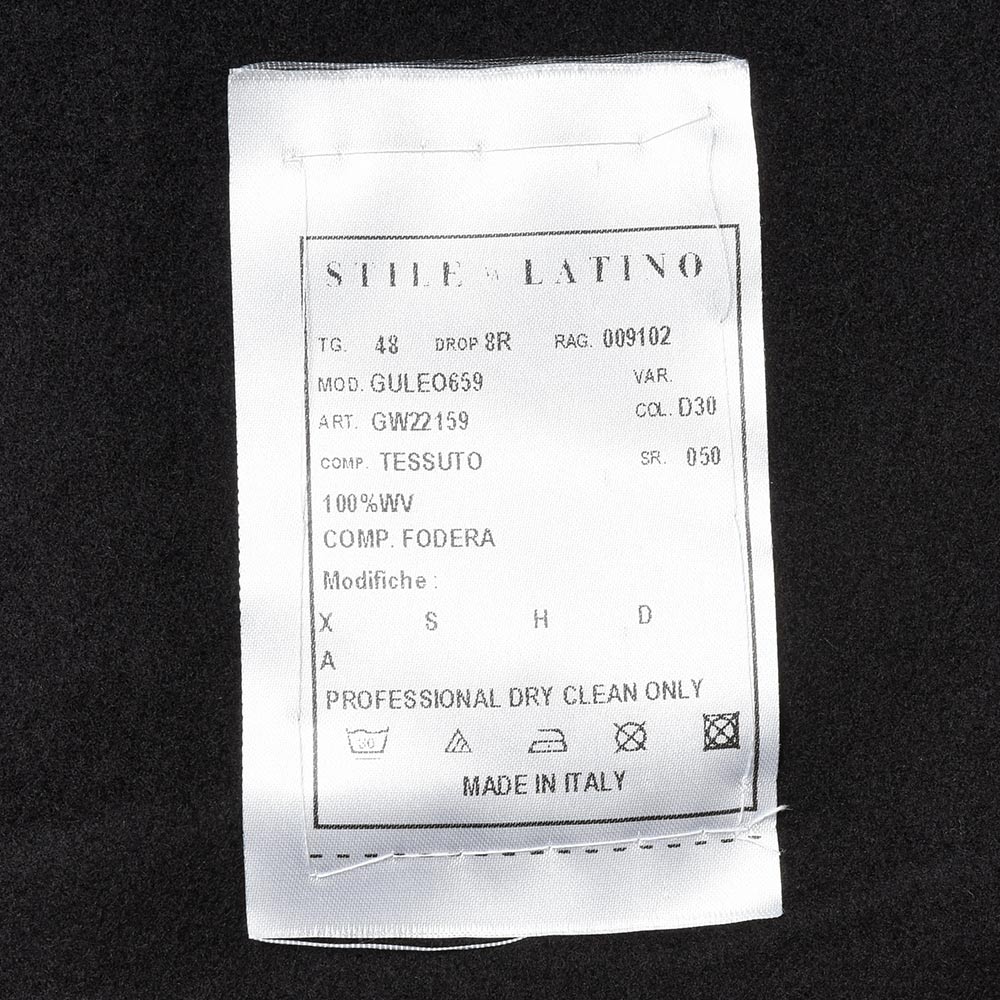 STILE LATINO
TG. 48 DROP 8R RAG. 009102
MOD. GULEO659 VAR.
ART. GW22159 COL. D30
COMP. TESSUTO SR. 050
100%WV
COMP. FODERA
Modifiche :
X S H D
A
PROFESSIONAL DRY CLEAN ONLY
30
MADE IN ITALY